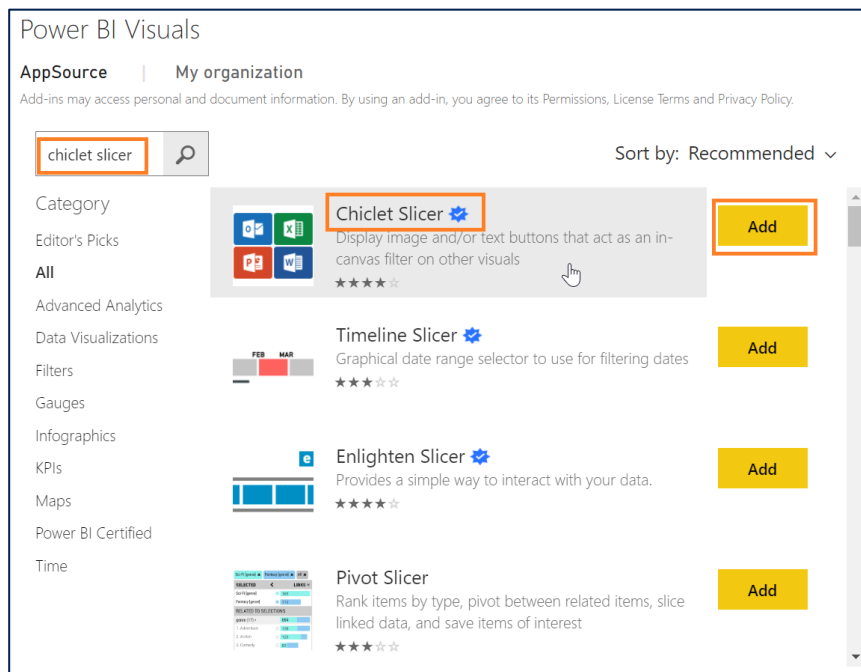 Power BI Visuals
AppSource | My organization
Add-ins may access personal and document information. By using an add-in, you agree to its Permissions, License Terms and Privacy Policy.
chiclet slicer
Sort by: Recommended
Category
Editor's Picks
All
Advanced Analytics
Data Visualizations
Filters
Gauges
Infographics
KPIs
Maps
Power BI Certified
Time
Chiclet Slicer
Display image and/or text buttons that act as an in-
canvas filter on other visuals
Add
FEB MAR
Timeline Slicer
Graphical date range selector to use for filtering dates
Add
e
Enlighten Slicer
Provides a simple way to interact with your data.
Add
SELECTED
LINKS
RELATED TO SELECTIONS
Pivot Slicer
Rank items by type, pivot between related items, slice
linked data, and save items of interest
Add